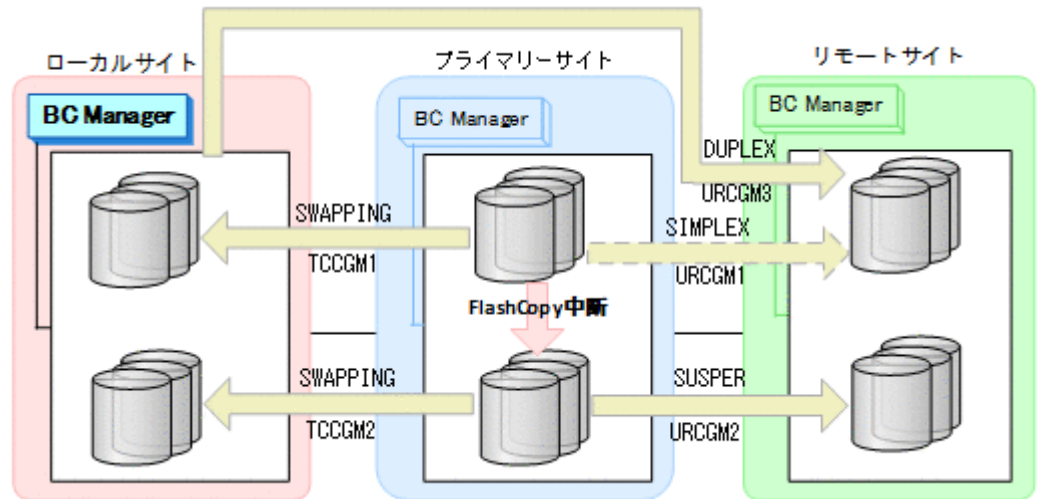 ローカルサイト
プライマリーサイト
リモートサイト
BC Manager
BC Manager
BC Manager
DUPLEX
URCGM3
SWAPPING
TCCGM1
SIMPLEX
URCGM1
FlashCopy中断
SWAPPING
TCCGM2
SUSPER
URCGM2